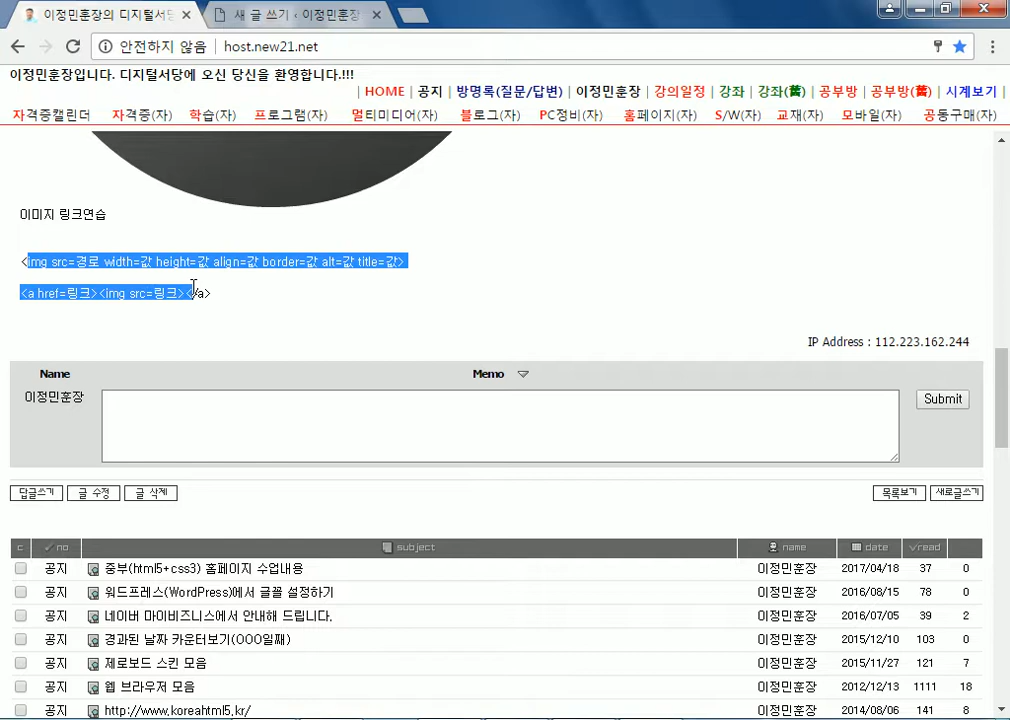 이정민훈장의 디지털서당
새 글 쓰기 ‹ 이정민훈장
안전하지 않음 | host.new21.net
이정민훈장입니다. 디지털서당에 오신 당신을 환영합니다.!!!
| HOME | 공지 | 방명록(질문/답변) | 이정민훈장 | 강의일정 | 강좌 | 강좌(舊) | 공부방 | 공부방(舊) | 시계보기 |
자격증캘린더 자격증(자) 학습(자) 프로그램(자) 멀티미디어(자) 블로그(자) PC정비(자) 홈페이지(자) S/W(자) 교재(자) 모바일(자) 공동구매(자)
이미지 링크연습
<img src=경로 width=값 height=값 align=값 border=값 alt=값 title=값>
<a href=링크><img src=링크></a>
IP Address : 112.223.162.244
Name Memo
이정민훈장 Submit
답글쓰기 글 수정 글 삭제 목록보기 새로글쓰기
c no subject name date read
공지 중부(html5+css3) 홈페이지 수업내용 이정민훈장 2017/04/18 37 0
공지 워드프레스(WordPress)에서 글꼴 설정하기 이정민훈장 2016/08/15 78 0
공지 네이버 마이비즈니스에서 안내해 드립니다. 이정민훈장 2016/07/05 39 2
공지 경과된 날짜 카운터보기(OOO일째) 이정민훈장 2015/12/10 103 0
공지 제로보드 스킨 모음 이정민훈장 2015/11/27 121 7
공지 웹 브라우저 모음 이정민훈장 2012/12/13 1111 18
공지 http://www.koreahtml5.kr/ 이정민훈장 2014/08/06 141 8